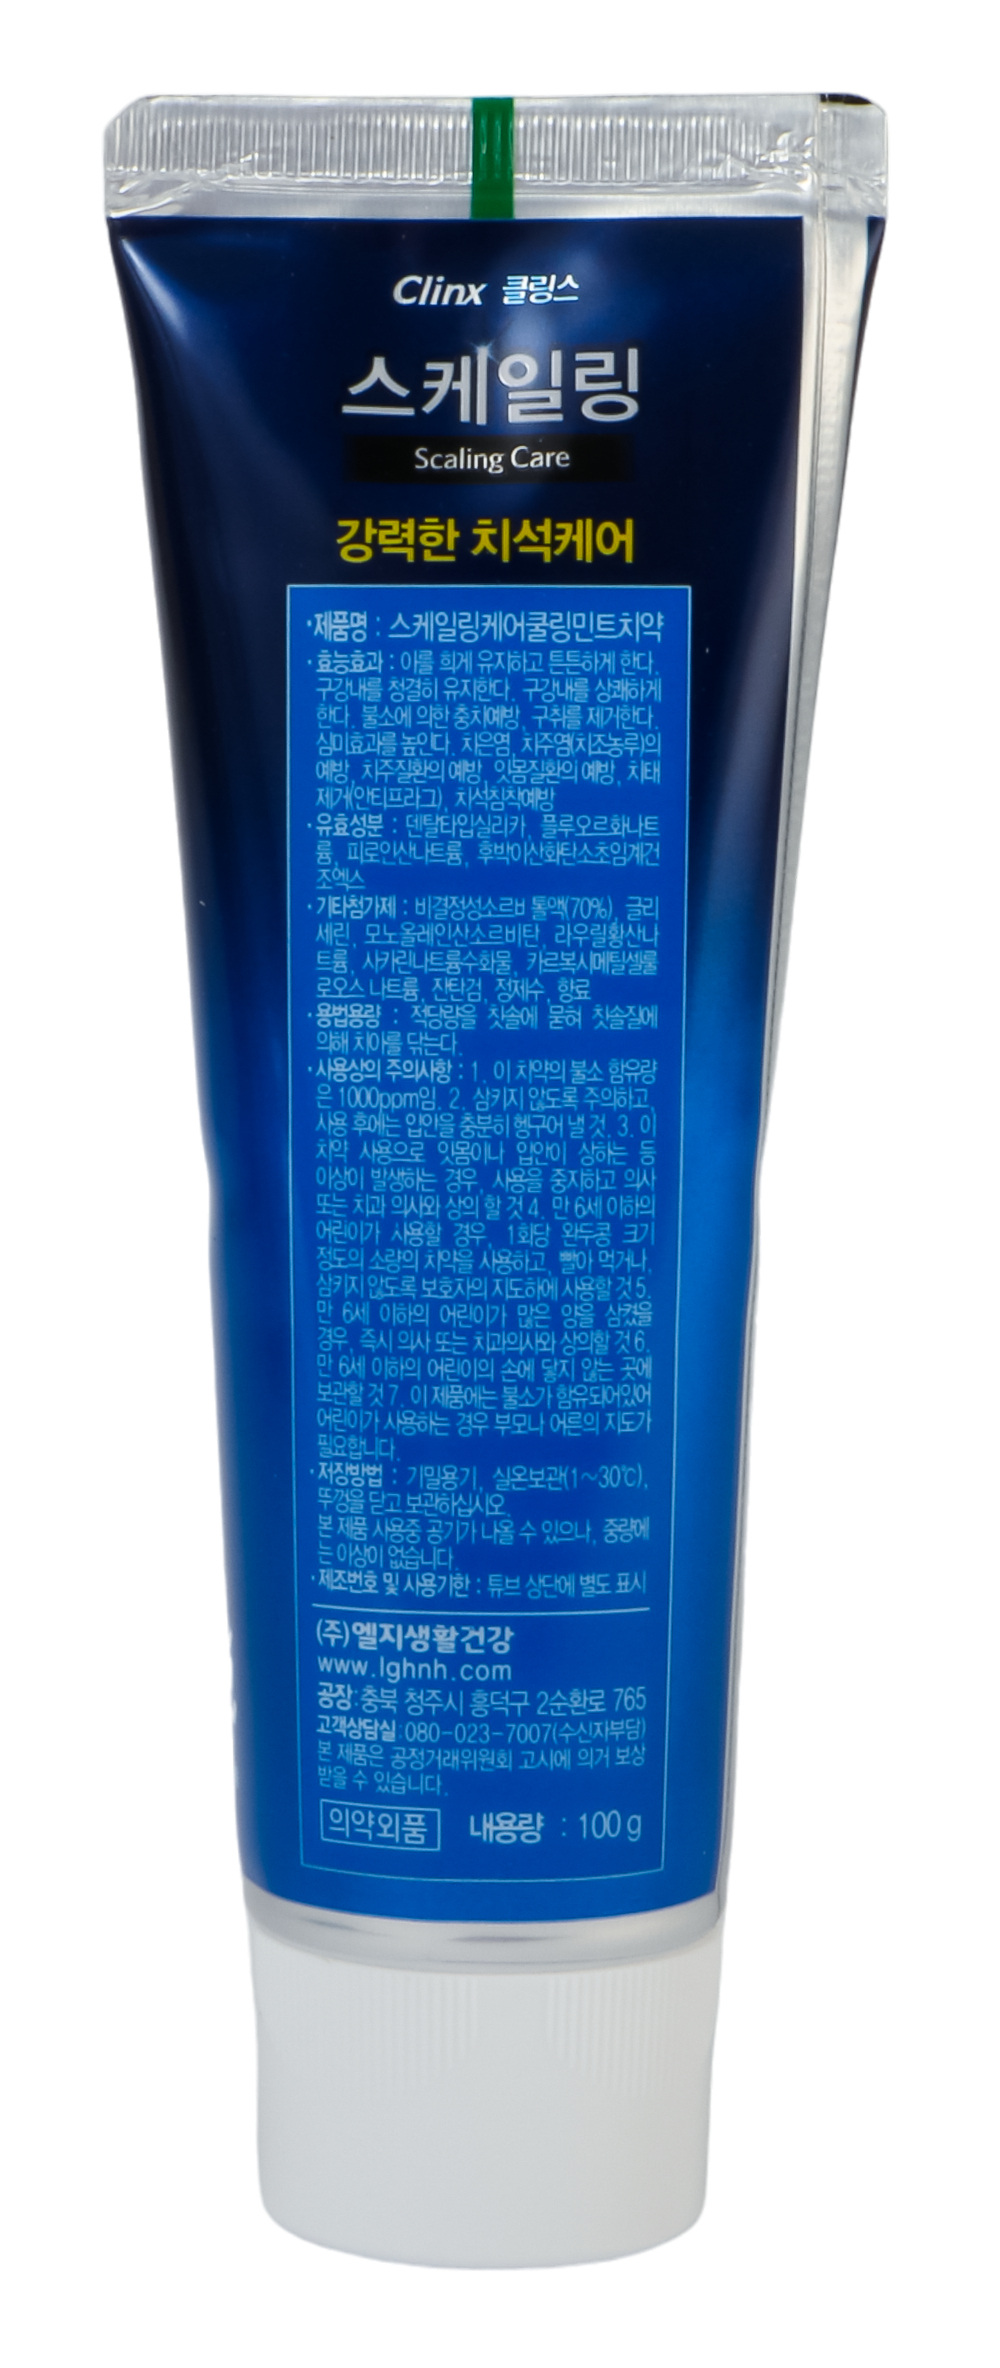 Clinx 클링스
스케일링
Scaling Care
강력한 치석케어
·제품명 : 스케일링케어쿨링민트치약
·효능효과 : 이를 희게 유지하고 튼튼하게 한다.
구강내를 청결히 유지한다. 구강내를 상쾌하게
한다. 불소에 의한 충치예방, 구취를 제거한다.
심미효과를 높인다. 치은염, 치주염(치조농루)의
예방, 치주질환의 예방, 잇몸질환의 예방, 치태
제거(안티프라그), 치석침착예방
·유효성분 : 덴탈타입실리카, 플루오르화나트
륨, 피로인산나트륨, 후박이산화탄소초임계건
조엑스
·기타첨가제 : 비결정성소르비톨액(70%), 글리
세린, 모노올레인산소르비탄, 라우릴황산나
트륨, 사카린나트륨수화물, 카르복시메틸셀룰
로오스 나트륨, 잔탄검, 정제수, 향료
·용법용량 : 적당량을 칫솔에 묻혀 칫솔질에
의해 치아를 닦는다.
·사용상의 주의사항 : 1. 이 치약의 불소 함유량
은 1000ppm임. 2. 삼키지 않도록 주의하고,
사용 후에는 입안을 충분히 헹구어 낼 것. 3. 이
치약 사용으로 잇몸이나 입안이 상하는 등
이상이 발생하는 경우, 사용을 중지하고 의사
또는 치과 의사와 상의 할 것 4. 만 6세 이하의
어린이가 사용할 경우, 1회당 완두콩 크기
정도의 소량의 치약을 사용하고, 빨아 먹거나,
삼키지 않도록 보호자의 지도하에 사용할 것 5.
만 6세 이하의 어린이가 많은 양을 삼켰을
경우, 즉시 의사 또는 치과의사와 상의할 것 6.
만 6세 이하의 어린이의 손에 닿지 않는 곳에
보관할 것 7. 이 제품에는 불소가 함유되어있어
어린이가 사용하는 경우 부모나 어른의 지도가
필요합니다.
·저장방법 : 기밀용기, 실온보관(1~30℃),
뚜껑을 닫고 보관하십시오.
본 제품 사용중 공기가 나올 수 있으나, 중량에
는 이상이 없습니다.
·제조번호 및 사용기한 : 튜브 상단에 별도 표시
(주)엘지생활건강
www.lghnh.com
공장:충북 청주시 흥덕구 2순환로 765
고객상담실:080-023-7007(수신자부담)
본 제품은 공정거래위원회 고시에 의거 보상
받을 수 있습니다.
의약외품 내용량 : 100g